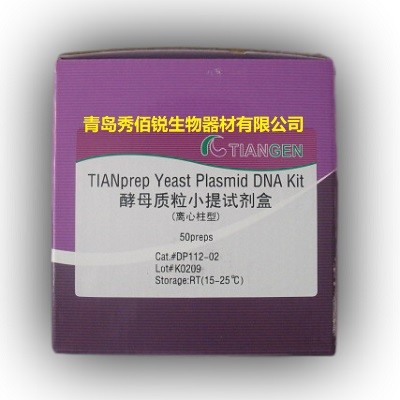 青岛秀佰锐生物器材有限公司
TIANGEN
TIANprep Yeast Plasmid DNA Kit
酵母质粒小提试剂盒
(离心柱型)
50preps
Cat.#DP112-02
Lot#K0209
Storage:RT(15-25℃)